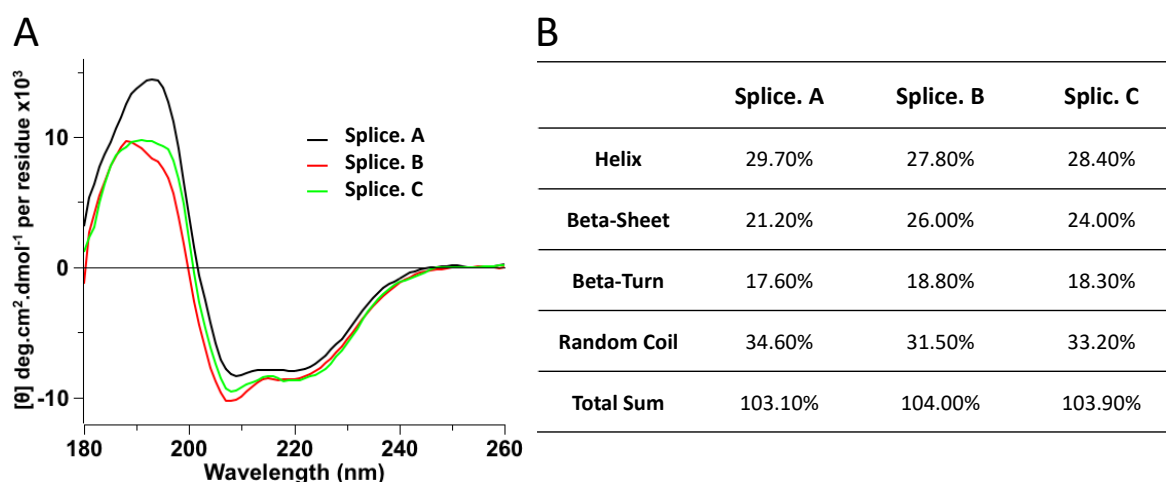 A
[θ] deg.cm².dmol⁻¹ per residue x10³
10
0
-10
180
200
220
240
260
Wavelength (nm)
Splice. A
Splice. B
Splice. C
B
Splice. A Splice. B Splic. C
Helix 29.70% 27.80% 28.40%
Beta-Sheet 21.20% 26.00% 24.00%
Beta-Turn 17.60% 18.80% 18.30%
Random Coil 34.60% 31.50% 33.20%
Total Sum 103.10% 104.00% 103.90%